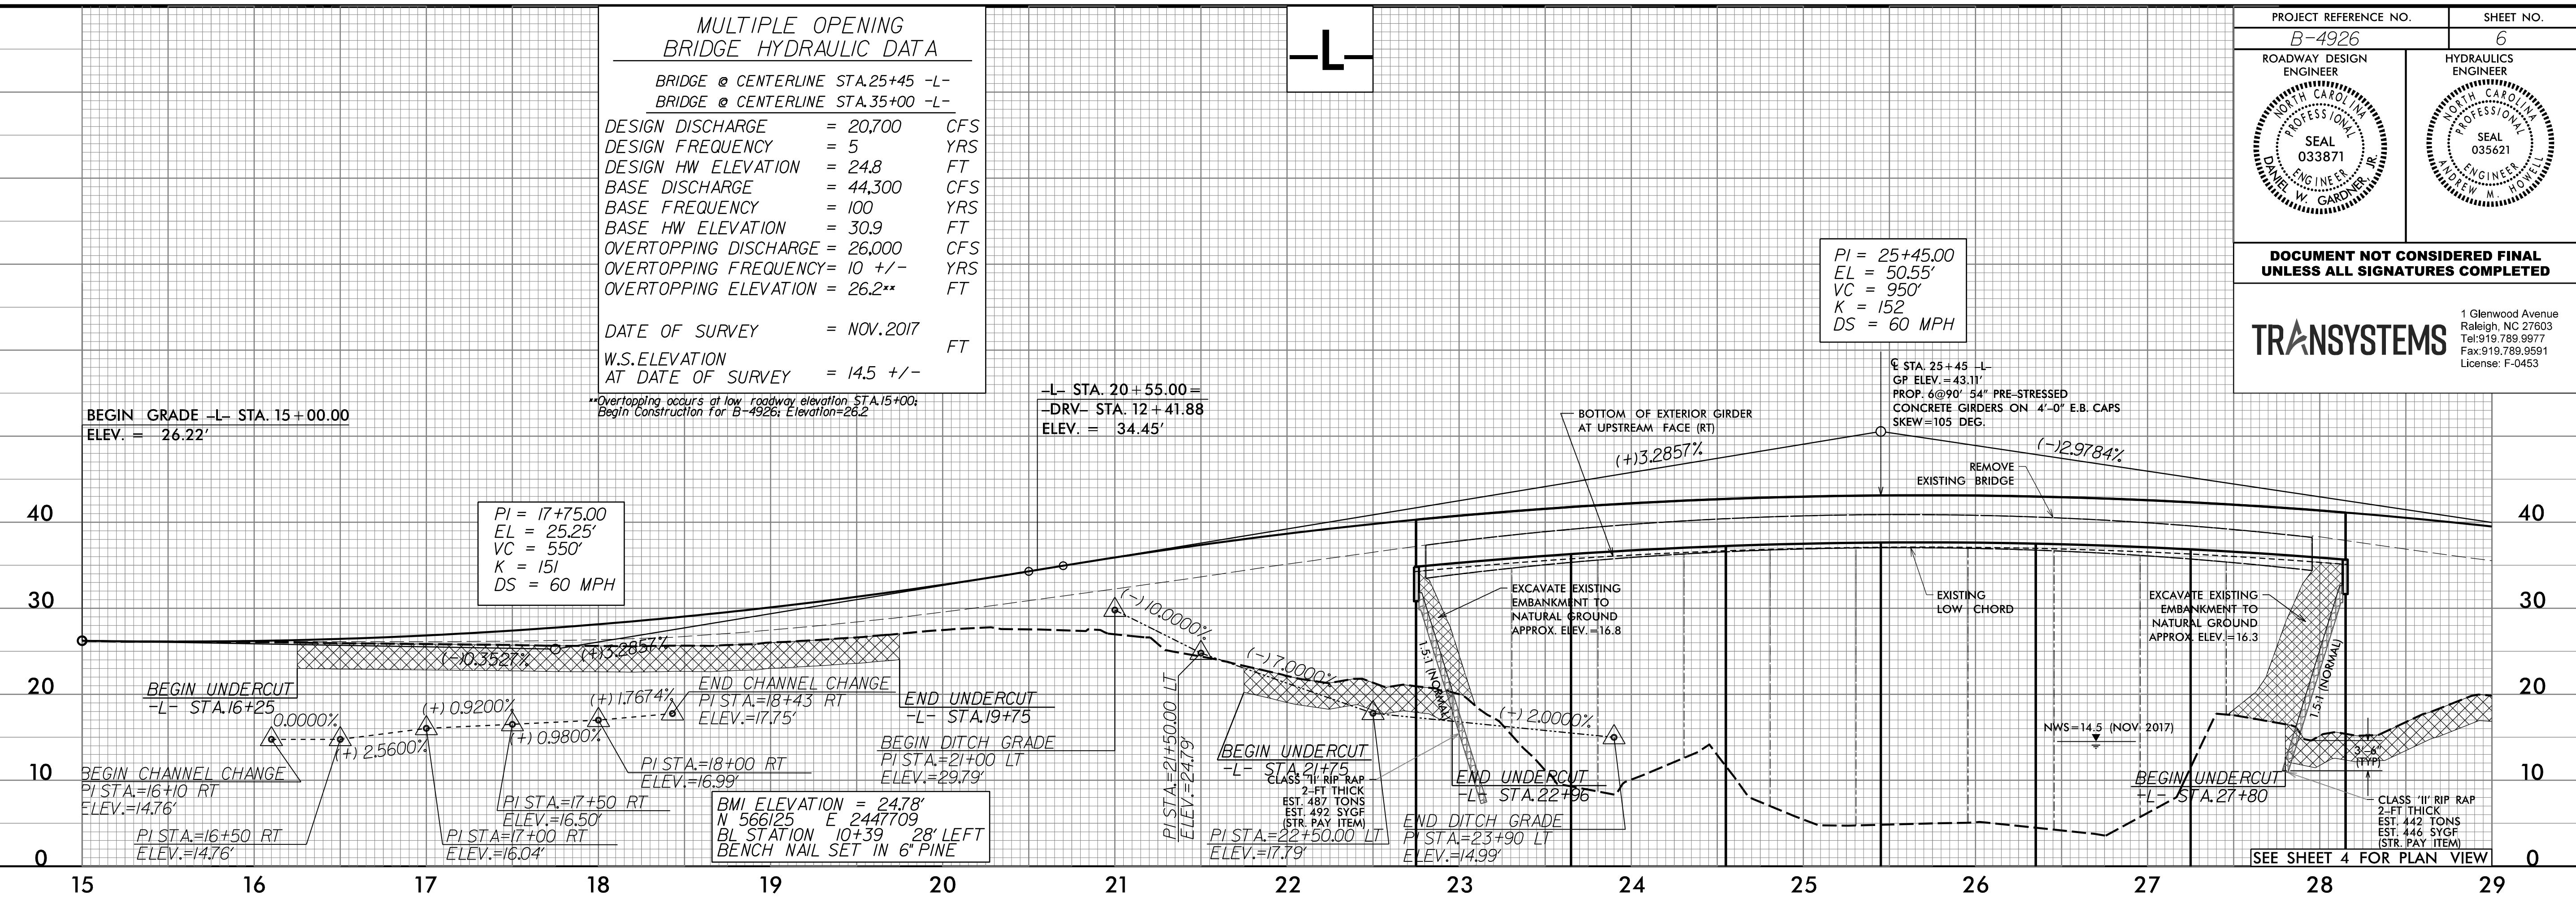 MULTIPLE OPENING
BRIDGE HYDRAULIC DATA
BRIDGE @ CENTERLINE STA.25+45 -L-
BRIDGE @ CENTERLINE STA.35+00 -L-
DESIGN DISCHARGE = 20,700 CFS
DESIGN FREQUENCY = 5 YRS
DESIGN HW ELEVATION = 24.8 FT
BASE DISCHARGE = 44,300 CFS
BASE FREQUENCY = 100 YRS
BASE HW ELEVATION = 30.9 FT
OVERTOPPING DISCHARGE = 26,000 CFS
OVERTOPPING FREQUENCY= 10 +/- YRS
OVERTOPPING ELEVATION = 26.2** FT
DATE OF SURVEY = NOV.2017
FT
W.S.ELEVATION
AT DATE OF SURVEY = 14.5 +/-
**Overtopping occurs at low roadway elevation STA.15+00;
Begin Construction for B-4926; Elevation=26.2
-L-
PROJECT REFERENCE NO. SHEET NO.
B-4926 6
ROADWAY DESIGN
ENGINEER
HYDRAULICS
ENGINEER
NORTH CAROLINA
PROFESSIONAL
SEAL
033871
ENGINEER
DANIEL W. GARDNER, JR.
NORTH CAROLINA
PROFESSIONAL
SEAL
035621
ENGINEER
ANDREW M. HOWELL
DOCUMENT NOT CONSIDERED FINAL
UNLESS ALL SIGNATURES COMPLETED
TRANSYSTEMS
1 Glenwood Avenue
Raleigh, NC 27603
Tel:919.789.9977
Fax:919.789.9591
License: F-0453
PI = 25+45.00
EL = 50.55'
VC = 950'
K = 152
DS = 60 MPH
℄ STA. 25+45 -L-
GP ELEV.=43.11'
PROP. 6@90' 54" PRE-STRESSED
CONCRETE GIRDERS ON 4'-0" E.B. CAPS
SKEW=105 DEG.
BEGIN GRADE -L- STA. 15+00.00
ELEV. = 26.22'
-L- STA. 20+55.00=
-DRV- STA. 12+41.88
ELEV. = 34.45'
BOTTOM OF EXTERIOR GIRDER
AT UPSTREAM FACE (RT)
(+)3.2857%
(-)2.9784%
REMOVE
EXISTING BRIDGE
PI = 17+75.00
EL = 25.25'
VC = 550'
K = 151
DS = 60 MPH
40
30
20
10
0
40
30
20
10
0
(-)0.3527%
(+)3.2857%
(-)10.0000%
(-)7.0000%
(+)2.0000%
EXCAVATE EXISTING
EMBANKMENT TO
NATURAL GROUND
APPROX. ELEV.=16.8
EXISTING
LOW CHORD
EXCAVATE EXISTING
EMBANKMENT TO
NATURAL GROUND
APPROX. ELEV.=16.3
1.5:1 (NORMAL)
1.5:1 (NORMAL)
NWS=14.5 (NOV 2017)
3'-6"
(TYP)
BEGIN UNDERCUT
-L- STA.16+25
0.0000%
(+)2.5600%
(+)0.9200%
(+)0.9800%
(+)1.7674%
END CHANNEL CHANGE
PI STA.=18+43 RT
ELEV.=17.75'
END UNDERCUT
-L- STA.19+75
BEGIN DITCH GRADE
PI STA.=21+00 LT
ELEV.=29.79'
BEGIN CHANNEL CHANGE
PI STA.=16+10 RT
ELEV.=14.76'
PI STA.=16+50 RT
ELEV.=14.76'
PI STA.=17+00 RT
ELEV.=16.04'
PI STA.=17+50 RT
ELEV.=16.50'
PI STA.=18+00 RT
ELEV.=16.99'
BM1 ELEVATION = 24.78'
N 566125 E 2447709
BL STATION 10+39 28' LEFT
BENCH NAIL SET IN 6" PINE
PI STA.=21+50.00 LT
ELEV.=24.79'
BEGIN UNDERCUT
-L- STA.21+75
CLASS 'II' RIP RAP
2-FT THICK
EST. 487 TONS
EST. 492 SYGF
(STR. PAY ITEM)
PI STA.=22+50.00 LT
ELEV.=17.79'
END UNDERCUT
-L- STA.22+96
END DITCH GRADE
PI STA.=23+90 LT
ELEV.=14.99'
BEGIN UNDERCUT
-L- STA.27+80
CLASS 'II' RIP RAP
2-FT THICK
EST. 442 TONS
EST. 446 SYGF
(STR. PAY ITEM)
SEE SHEET 4 FOR PLAN VIEW
15 16 17 18 19 20 21 22 23 24 25 26 27 28 29